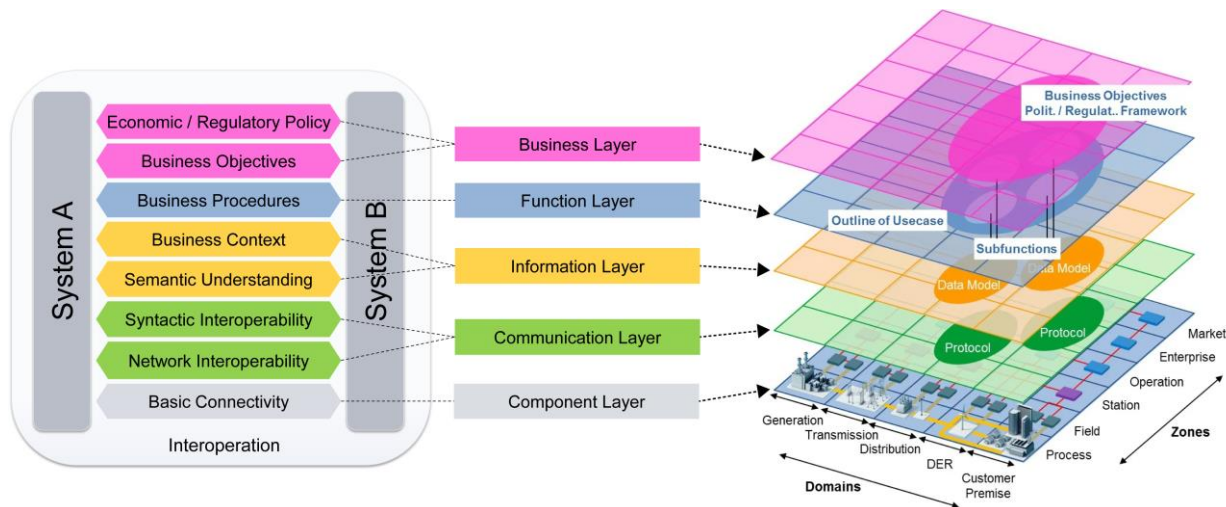 System A
Economic / Regulatory Policy
Business Objectives
Business Procedures
Business Context
Semantic Understanding
Syntactic Interoperability
Network Interoperability
Basic Connectivity
System B
Interoperation
Business Layer
Function Layer
Information Layer
Communication Layer
Component Layer
Business Objectives
Polit. / Regulat.. Framework
Outline of Usecase
Subfunctions
Data Model
Data Model
Protocol
Protocol
Generation
Transmission
Distribution
DER
Customer
Premise
Domains
Market
Enterprise
Operation
Station
Field
Process
Zones